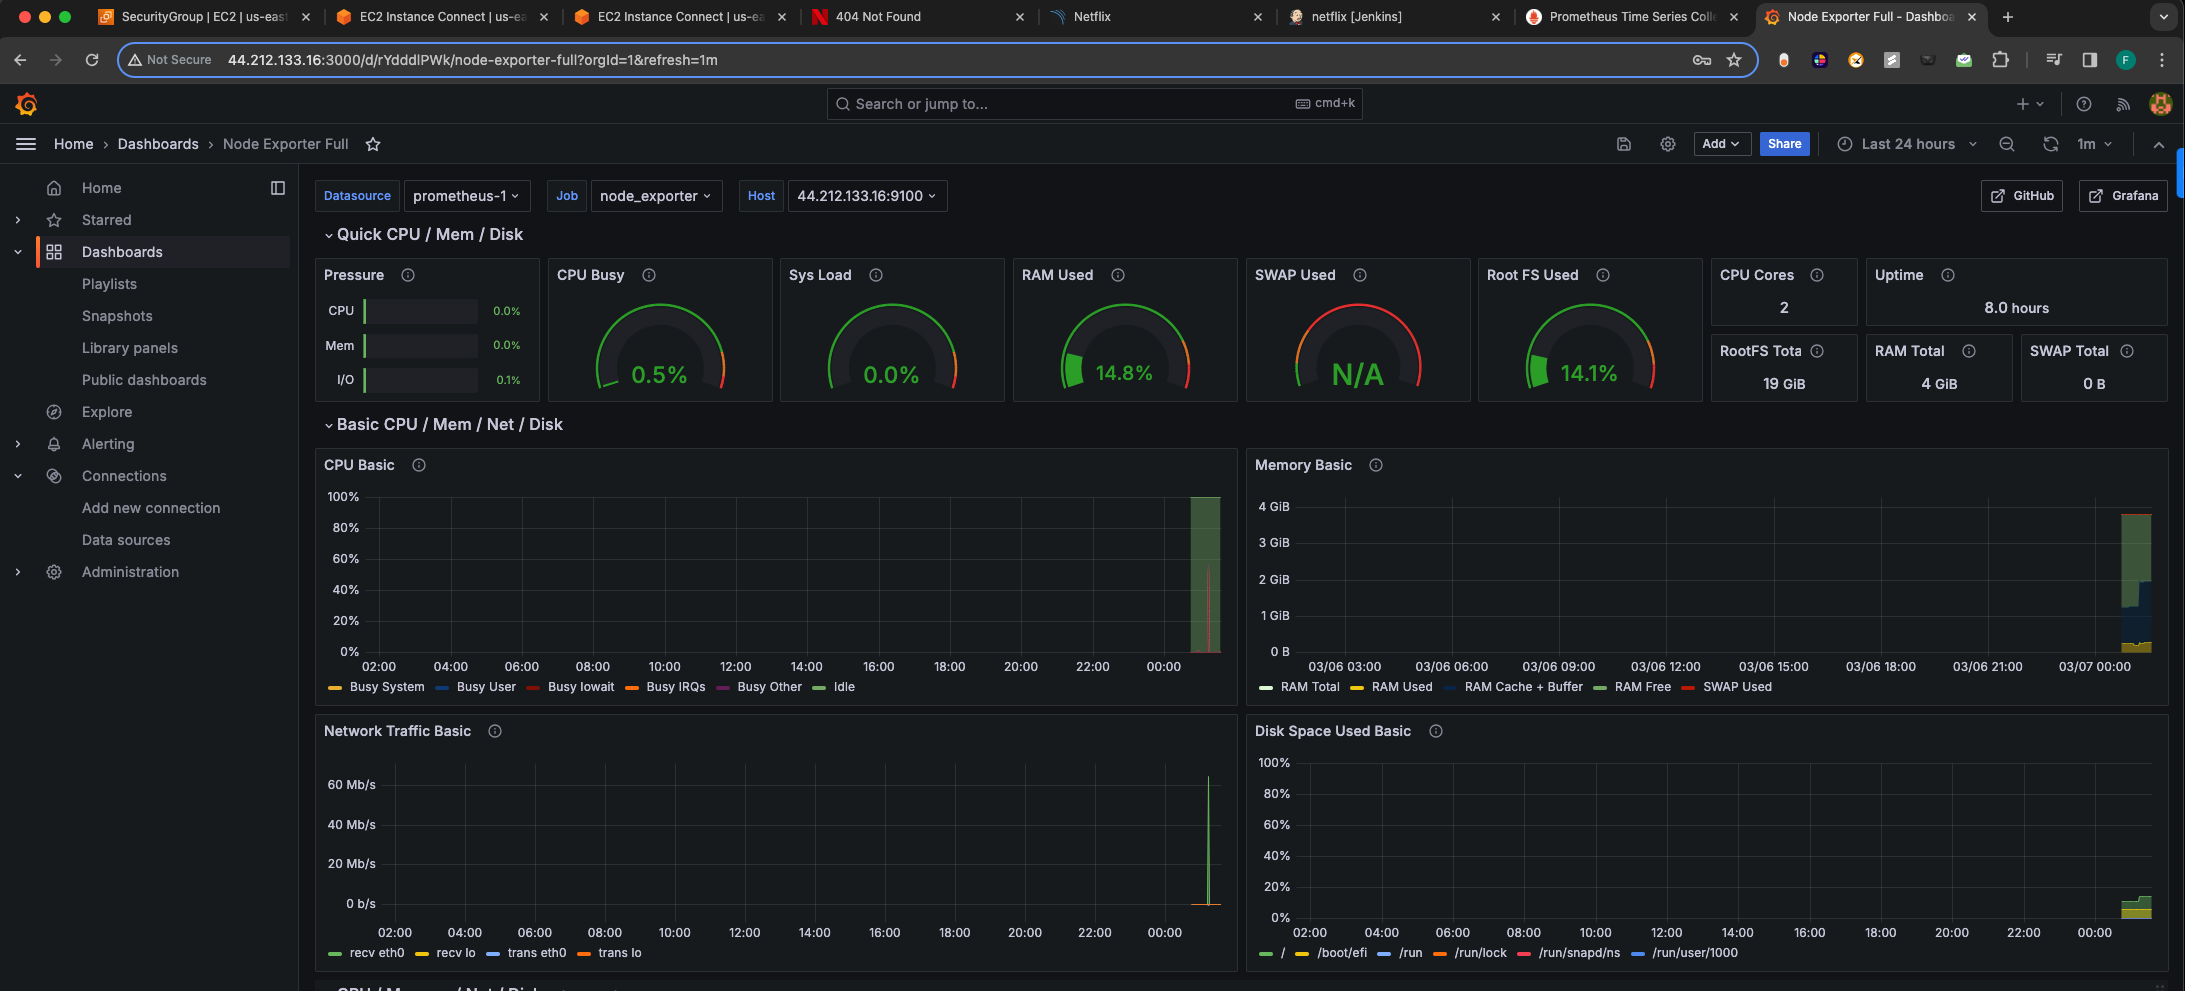 SecurityGroup | EC2 | us-east
EC2 Instance Connect | us-ea
EC2 Instance Connect | us-ea
404 Not Found
Netflix
netflix [Jenkins]
Prometheus Time Series Colle
Node Exporter Full - Dashboa
Not Secure 44.212.133.16:3000/d/rYdddlPWk/node-exporter-full?orgId=1&refresh=1m
F
Search or jump to... cmd+k
Home › Dashboards › Node Exporter Full
Add Share Last 24 hours 1m
Home
Starred
Dashboards
Playlists
Snapshots
Library panels
Public dashboards
Explore
Alerting
Connections
Add new connection
Data sources
Administration
Datasource prometheus-1 Job node_exporter Host 44.212.133.16:9100 GitHub Grafana
Quick CPU / Mem / Disk
Pressure
CPU 0.0%
Mem 0.0%
I/O 0.1%
CPU Busy
0.5%
Sys Load
0.0%
RAM Used
14.8%
SWAP Used
N/A
Root FS Used
14.1%
CPU Cores
2
Uptime
8.0 hours
RootFS Tota
19 GiB
RAM Total
4 GiB
SWAP Total
0 B
Basic CPU / Mem / Net / Disk
CPU Basic
100%
80%
60%
40%
20%
0%
02:00 04:00 06:00 08:00 10:00 12:00 14:00 16:00 18:00 20:00 22:00 00:00
Busy System Busy User Busy Iowait Busy IRQs Busy Other Idle
Memory Basic
4 GiB
3 GiB
2 GiB
1 GiB
0 B
03/06 03:00 03/06 06:00 03/06 09:00 03/06 12:00 03/06 15:00 03/06 18:00 03/06 21:00 03/07 00:00
RAM Total RAM Used RAM Cache + Buffer RAM Free SWAP Used
Network Traffic Basic
60 Mb/s
40 Mb/s
20 Mb/s
0 b/s
02:00 04:00 06:00 08:00 10:00 12:00 14:00 16:00 18:00 20:00 22:00 00:00
recv eth0 recv lo trans eth0 trans lo
Disk Space Used Basic
100%
80%
60%
40%
20%
0%
02:00 04:00 06:00 08:00 10:00 12:00 14:00 16:00 18:00 20:00 22:00 00:00
/ /boot/efi /run /run/lock /run/snapd/ns /run/user/1000